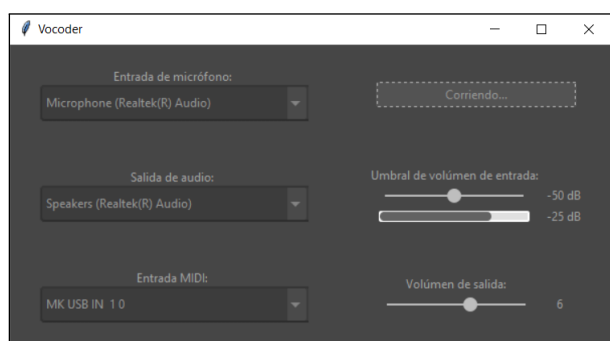 Vocoder
Entrada de micrófono:
Microphone (Realtek(R) Audio)
Corriendo...
Salida de audio:
Speakers (Realtek(R) Audio)
Umbral de volúmen de entrada:
-50 dB
-25 dB
Entrada MIDI:
MK USB IN 1 0
Volúmen de salida:
6